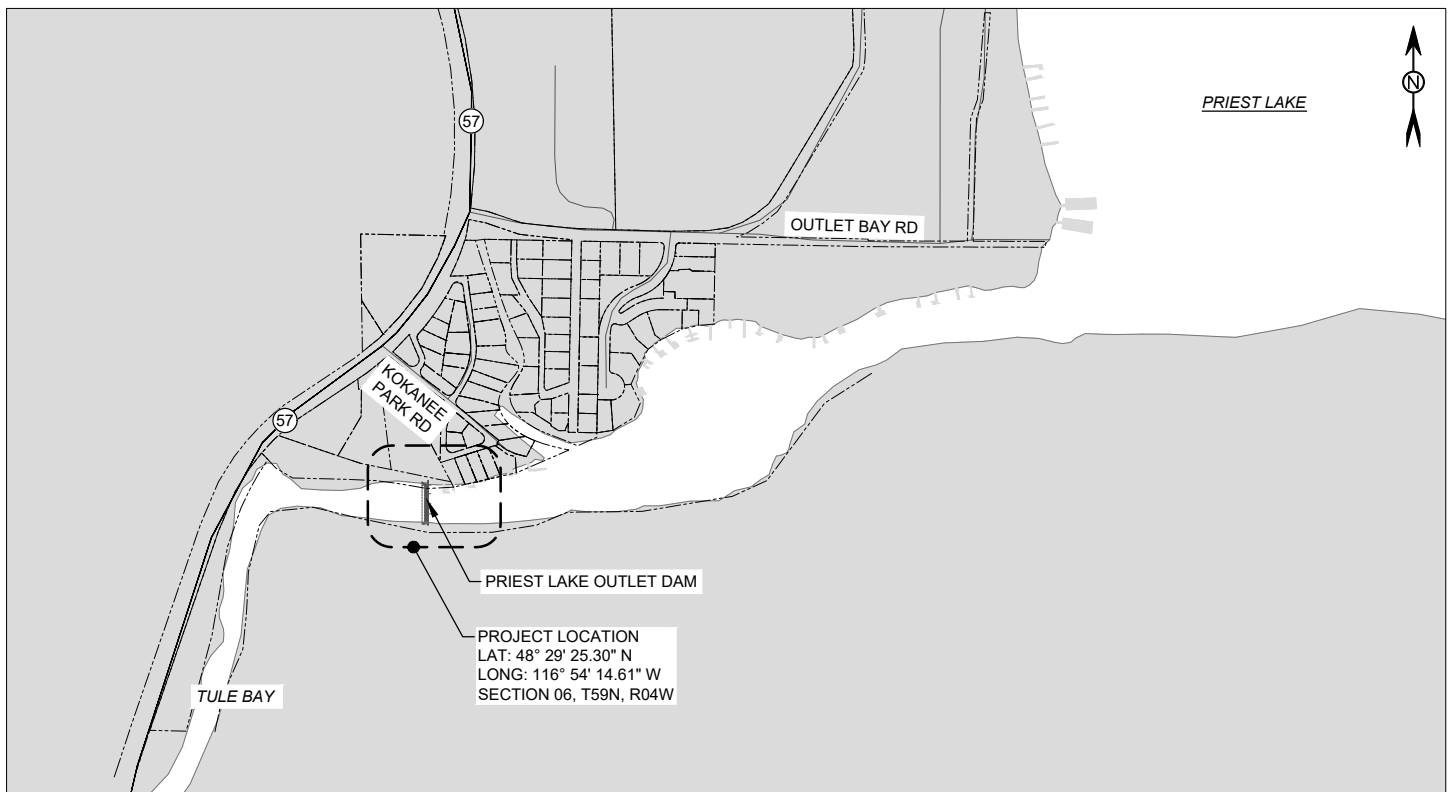 N
PRIEST LAKE
57
OUTLET BAY RD
KOKANEE
PARK RD
57
PRIEST LAKE OUTLET DAM
PROJECT LOCATION
LAT: 48° 29' 25.30" N
LONG: 116° 54' 14.61" W
SECTION 06, T59N, R04W
TULE BAY